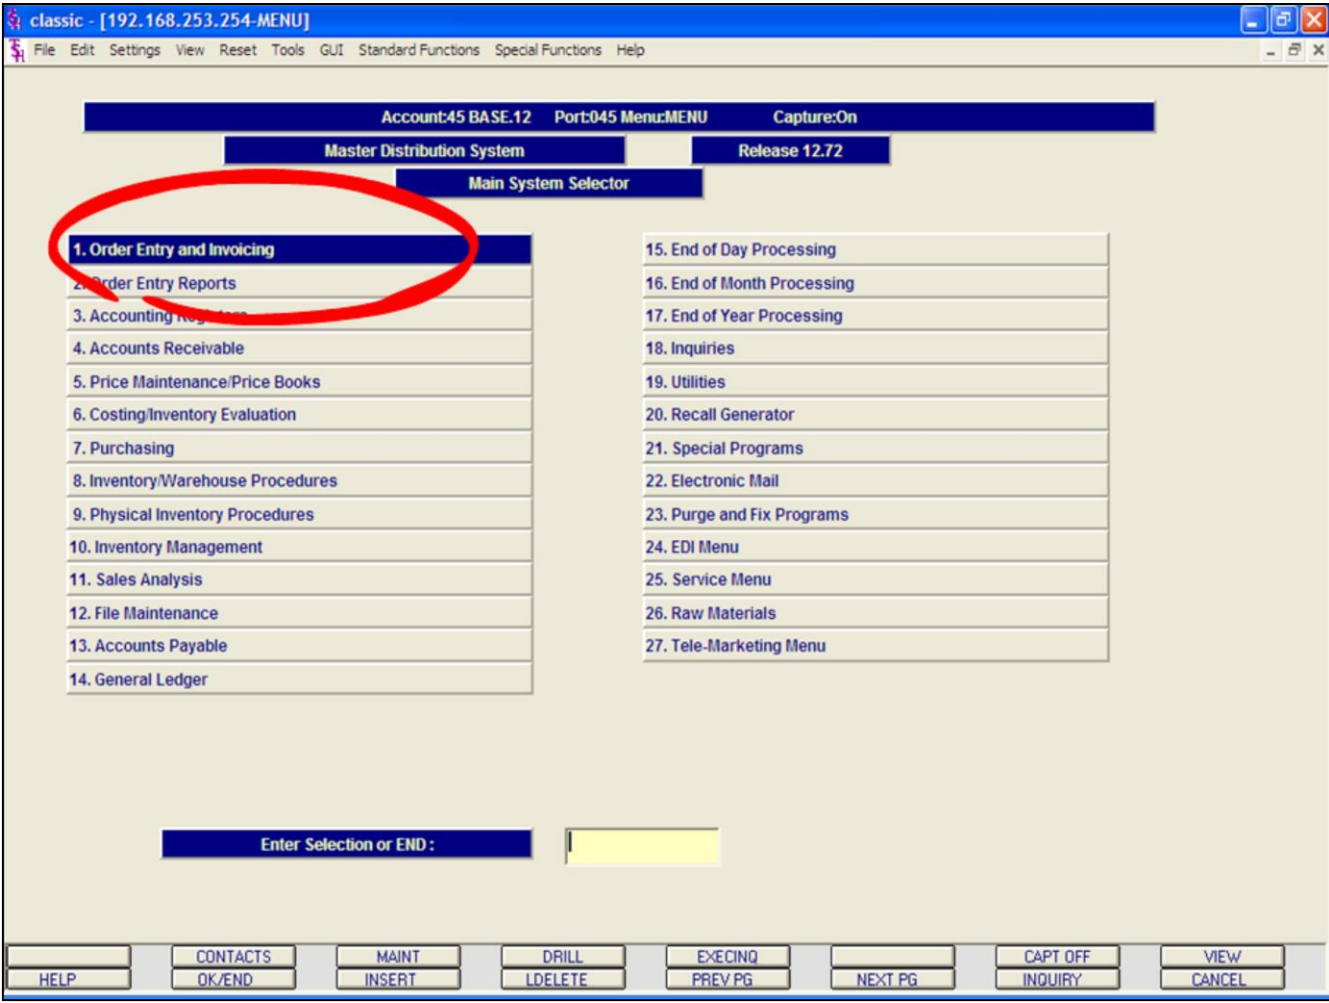 classic - [192.168.253.254-MENU]
File Edit Settings View Reset Tools GUI Standard Functions Special Functions Help
Account:45 BASE.12 Port:045 Menu:MENU Capture:On
Master Distribution System Release 12.72
Main System Selector
1. Order Entry and Invoicing
2. Order Entry Reports
3. Accounting Registers
4. Accounts Receivable
5. Price Maintenance/Price Books
6. Costing/Inventory Evaluation
7. Purchasing
8. Inventory/Warehouse Procedures
9. Physical Inventory Procedures
10. Inventory Management
11. Sales Analysis
12. File Maintenance
13. Accounts Payable
14. General Ledger
15. End of Day Processing
16. End of Month Processing
17. End of Year Processing
18. Inquiries
19. Utilities
20. Recall Generator
21. Special Programs
22. Electronic Mail
23. Purge and Fix Programs
24. EDI Menu
25. Service Menu
26. Raw Materials
27. Tele-Marketing Menu
Enter Selection or END :
CONTACTS MAINT DRILL EXECINQ CAPT OFF VIEW
HELP OK/END INSERT LDELETE PREV PG NEXT PG INQUIRY CANCEL